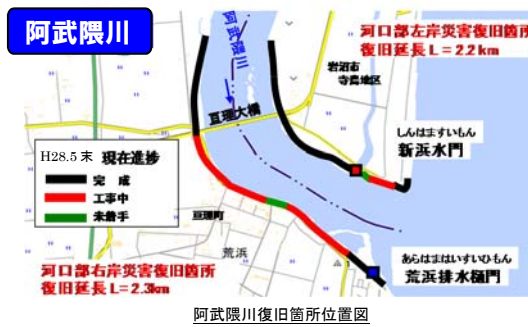 阿武隈川
阿武隈川
河口部左岸災害復旧箇所
復旧延長 L=2.2km
岩沼市
寺島地区
亘理大橋
しんはますいもん
新浜水門
H28.5末 現在進捗
完成
工事中
未着手
亘理町
荒浜
河口部右岸災害復旧箇所
復旧延長 L=2.3km
あらはまはいすいひもん
荒浜排水樋門
阿武隈川復旧箇所位置図